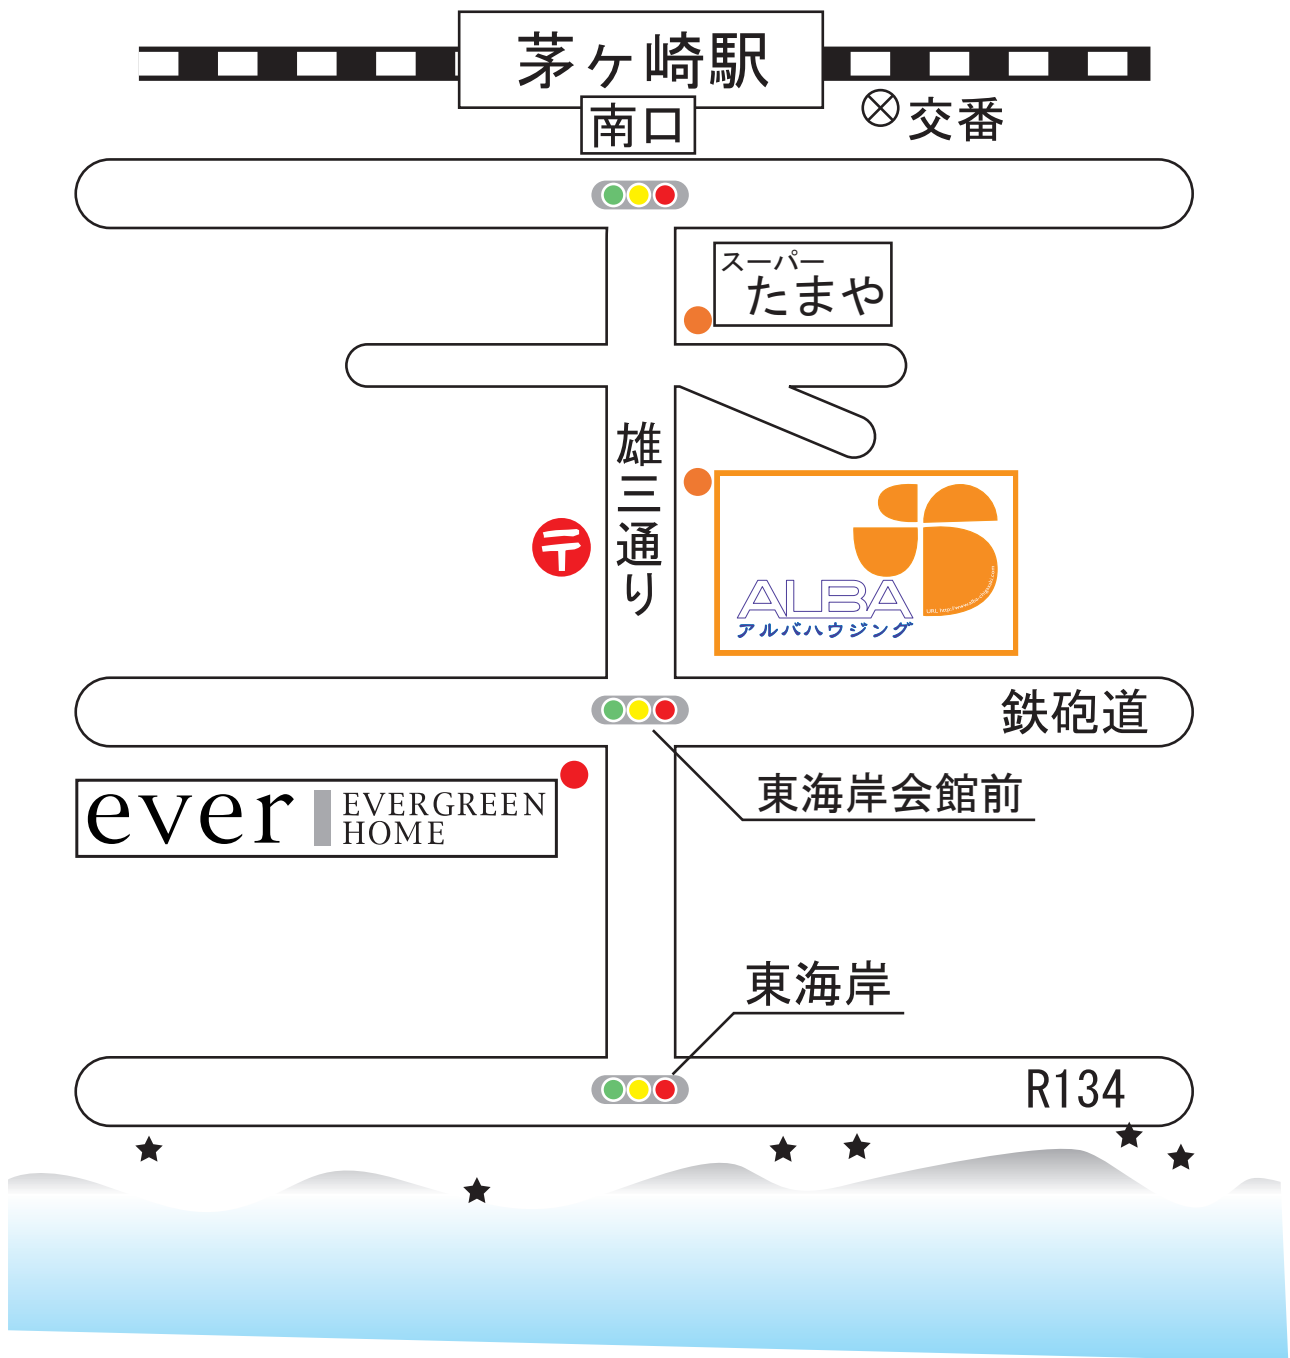 茅ヶ崎駅
南口
交番
スーパー
たまや
雄三通り
〒
ALBA
アルバハウジング
鉄砲道
東海岸会館前
ever
EVERGREEN
HOME
東海岸
R134